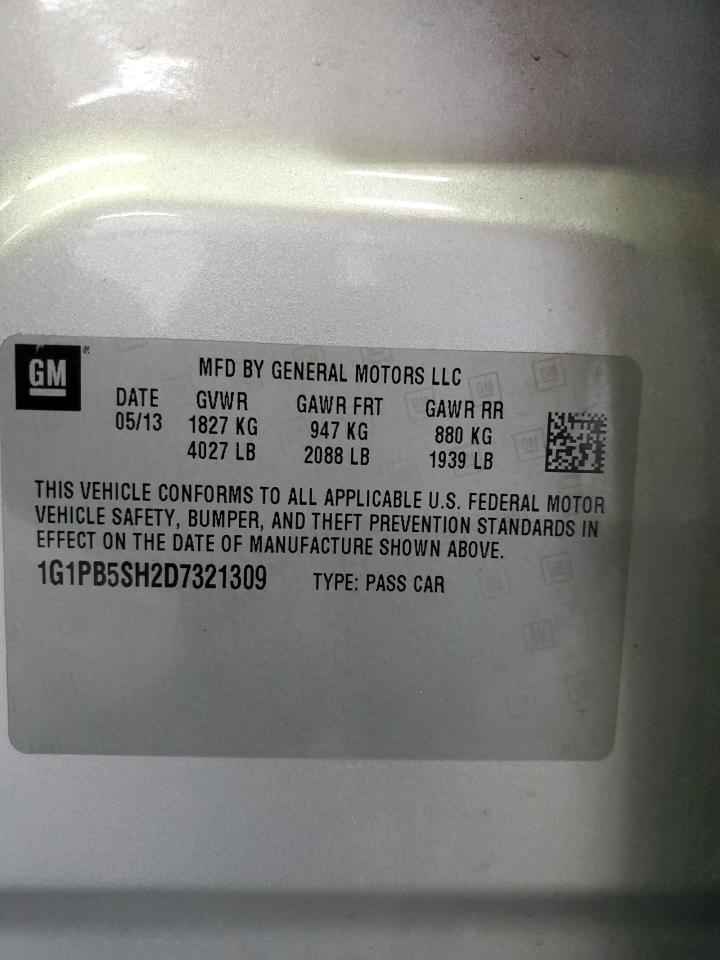 GM®
MFD BY GENERAL MOTORS LLC
DATE GVWR GAWR FRT GAWR RR
05/13 1827 KG 947 KG 880 KG
4027 LB 2088 LB 1939 LB
THIS VEHICLE CONFORMS TO ALL APPLICABLE U.S. FEDERAL MOTOR
VEHICLE SAFETY, BUMPER, AND THEFT PREVENTION STANDARDS IN
EFFECT ON THE DATE OF MANUFACTURE SHOWN ABOVE.
1G1PB5SH2D7321309 TYPE: PASS CAR